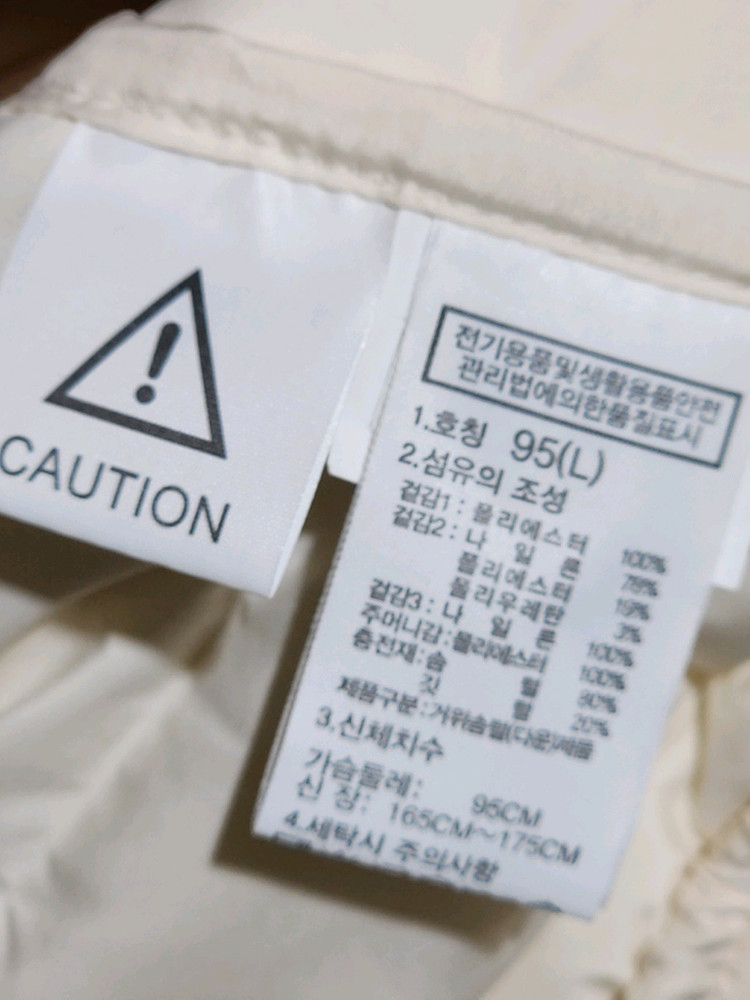 CAUTION
전기용품및생활용품안전
관리법에의한품질표시
1.호칭 95(L)
2.섬유의 조성
겉감1 : 폴리에스터 100%
겉감2 : 나 일 론 78%
폴리에스터 19%
폴리우레탄 3%
겉감3 : 나 일 론 100%
주머니감:폴리에스터 100%
충전재:솜 털 80%
깃 털 20%
제품구분:거위솜털(다운)제품
3.신체치수
가슴둘레: 95CM
신 장: 165CM~175CM
4.세탁시 주의사항